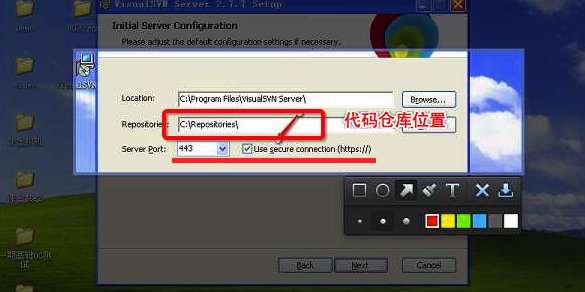 VisualSVN Server 2.7.7 Setup
Initial Server Configuration
Please adjust the default configuration settings if necessary.
Location:
C:\Program Files\VisualSVN Server\
Browse...
Repositories:
C:\Repositories\
代码仓库位置
Server Port:
443
Use secure connection (https://)
T
Back
Next
Cancel